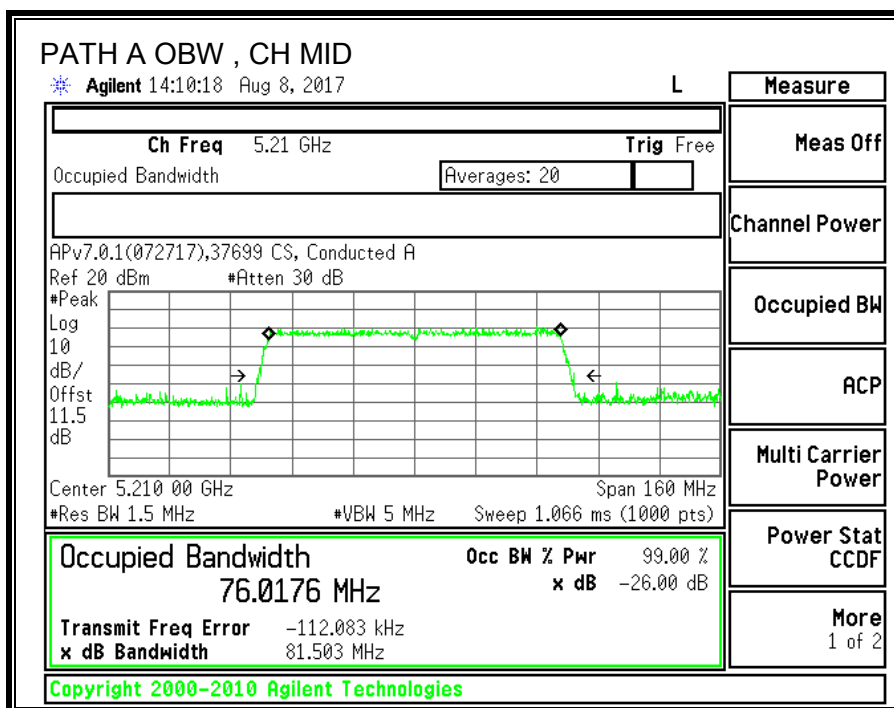 PATH A OBW , CH MID
Agilent 14:10:18 Aug 8, 2017 L
Measure
Ch Freq 5.21 GHz Trig Free
Occupied Bandwidth Averages: 20
APv7.0.1(072717),37699 CS, Conducted A
Ref 20 dBm #Atten 30 dB
#Peak
Log
10
dB/
Offst
11.5
dB
Center 5.210 00 GHz Span 160 MHz
#Res BW 1.5 MHz #VBW 5 MHz Sweep 1.066 ms (1000 pts)
Occupied Bandwidth Occ BW % Pwr 99.00 %
76.0176 MHz x dB -26.00 dB
Transmit Freq Error -112.083 kHz
x dB Bandwidth 81.503 MHz
Copyright 2000-2010 Agilent Technologies
Meas Off
Channel Power
Occupied BW
ACP
Multi Carrier
Power
Power Stat
CCDF
More
1 of 2